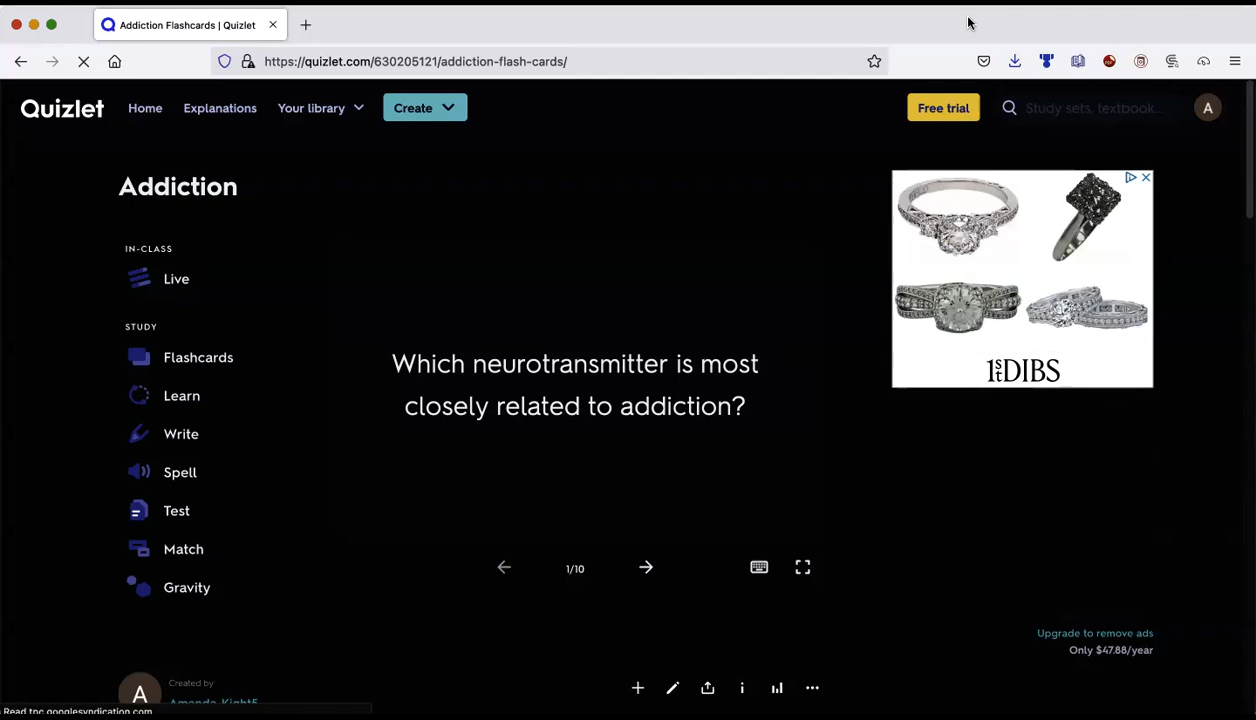 Addiction Flashcards | Quizlet
https://quizlet.com/630205121/addiction-flash-cards/
Quizlet
Home
Explanations
Your library
Create
Free trial
Study sets, textbook...
A
Addiction
IN-CLASS
Live
STUDY
Flashcards
Learn
Write
Spell
Test
Match
Gravity
Which neurotransmitter is most
closely related to addiction?
1/10
1stDIBS
Upgrade to remove ads
Only $47.88/year
A
Created by
Amanda_Kight5
Read tpc.googlesyndication.com